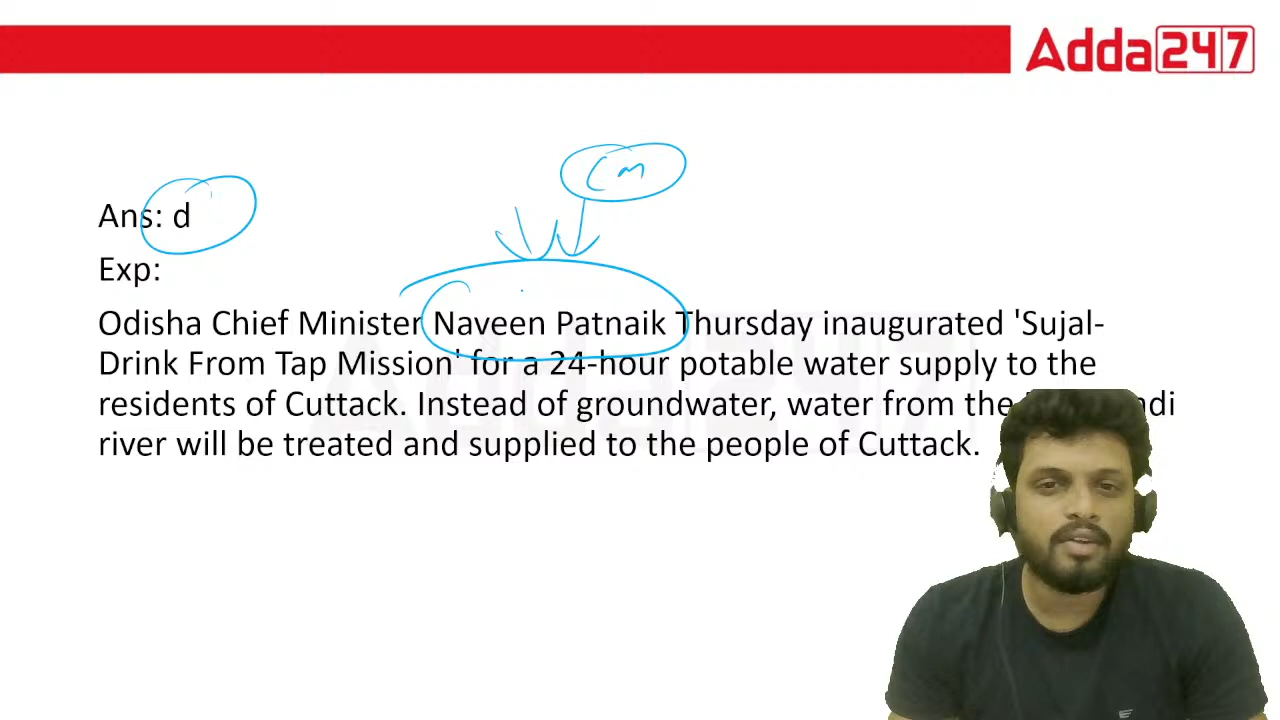 Adda247
CM
Ans: d
Exp:
Odisha Chief Minister Naveen Patnaik Thursday inaugurated 'Sujal-
Drink From Tap Mission' for a 24-hour potable water supply to the
residents of Cuttack. Instead of groundwater, water from the
river will be treated and supplied to the people of Cuttack.